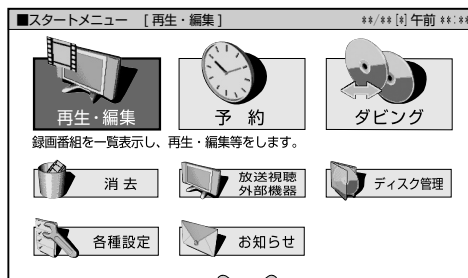 ■スタートメニュー [再生・編集] **/** [*] 午前 **:**
再生・編集
予 約
ダビング
録画番組を一覧表示し、再生・編集等をします。
消 去
放送視聴
外部機器
ディスク管理
各種設定
お知らせ